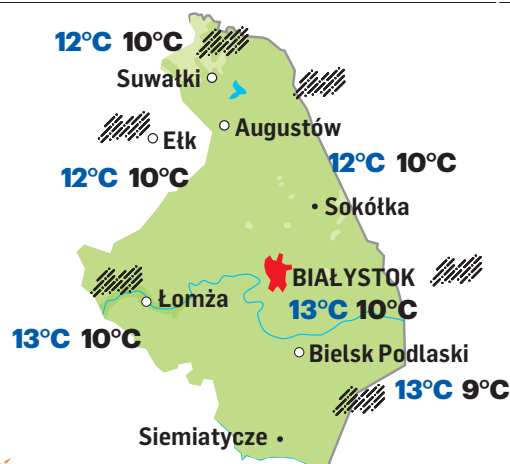 12°C 10°C
Suwałki
Augustów
Ełk
12°C 10°C
12°C 10°C
Sokółka
BIAŁYSTOK
Łomża
13°C 10°C
13°C 10°C
Bielsk Podlaski
13°C 9°C
Siemiatycze